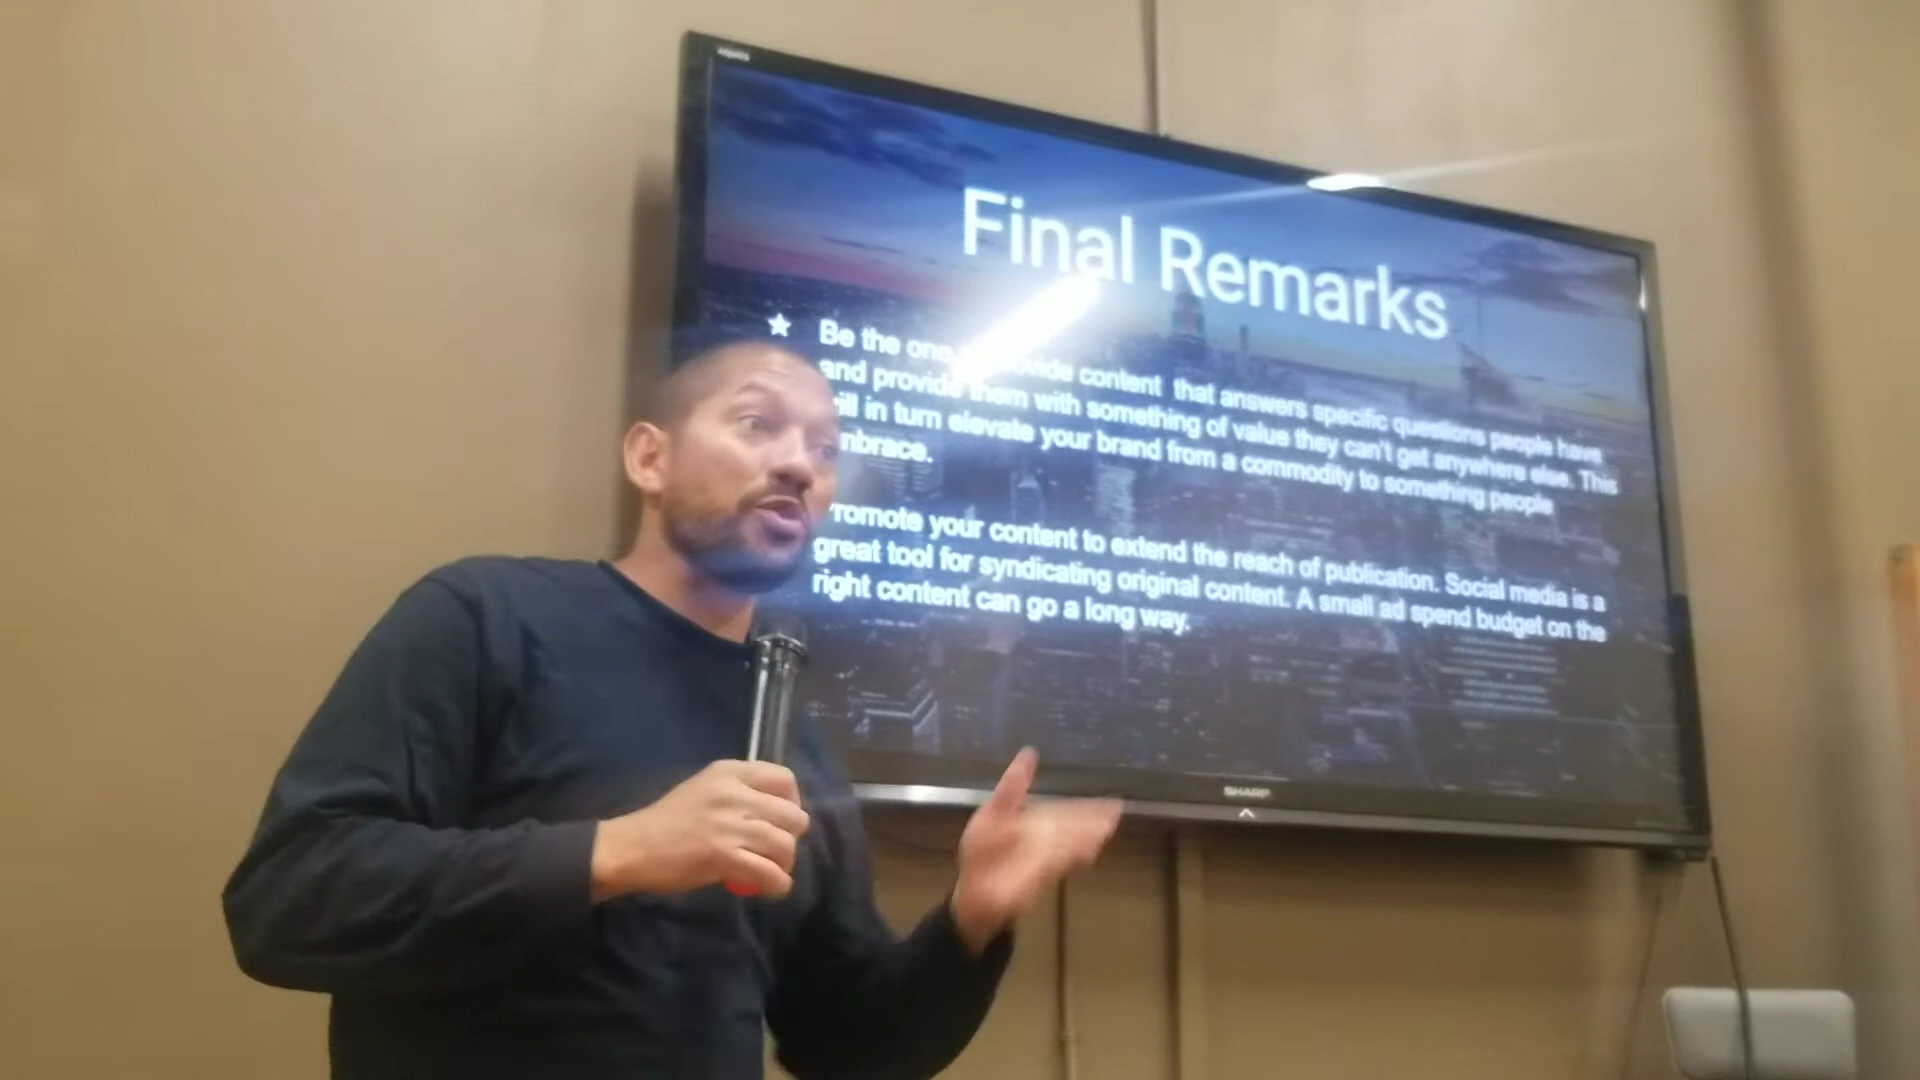 AQUOS
Final Remarks
Be the one provide content that answers specific questions people have
and provide them with something of value they can't get anywhere else. This
will in turn elevate your brand from a commodity to something people
embrace.
Promote your content to extend the reach of publication. Social media is a
great tool for syndicating original content. A small ad spend budget on the
right content can go a long way.
SHARP